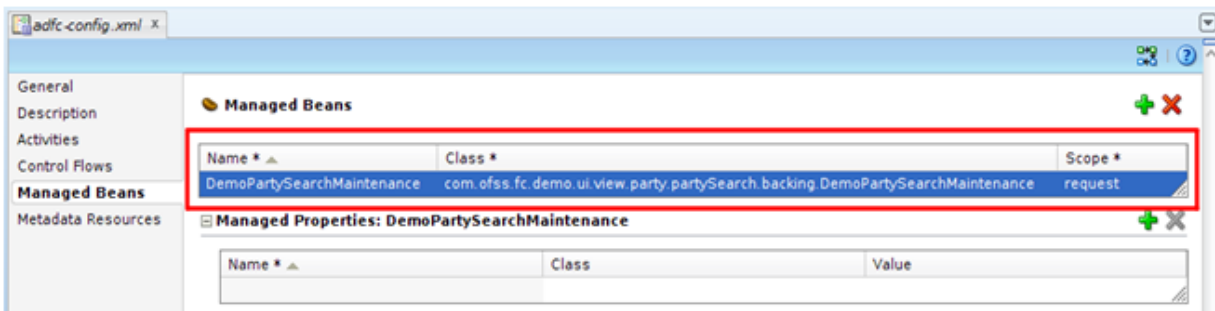 adfc-config.xml x
General
Description
Activities
Control Flows
Managed Beans
Metadata Resources
Managed Beans
Name * Class * Scope *
DemoPartySearchMaintenance com.ofss.fc.demo.ui.view.party.partySearch.backing.DemoPartySearchMaintenance request
Managed Properties: DemoPartySearchMaintenance
Name * Class Value